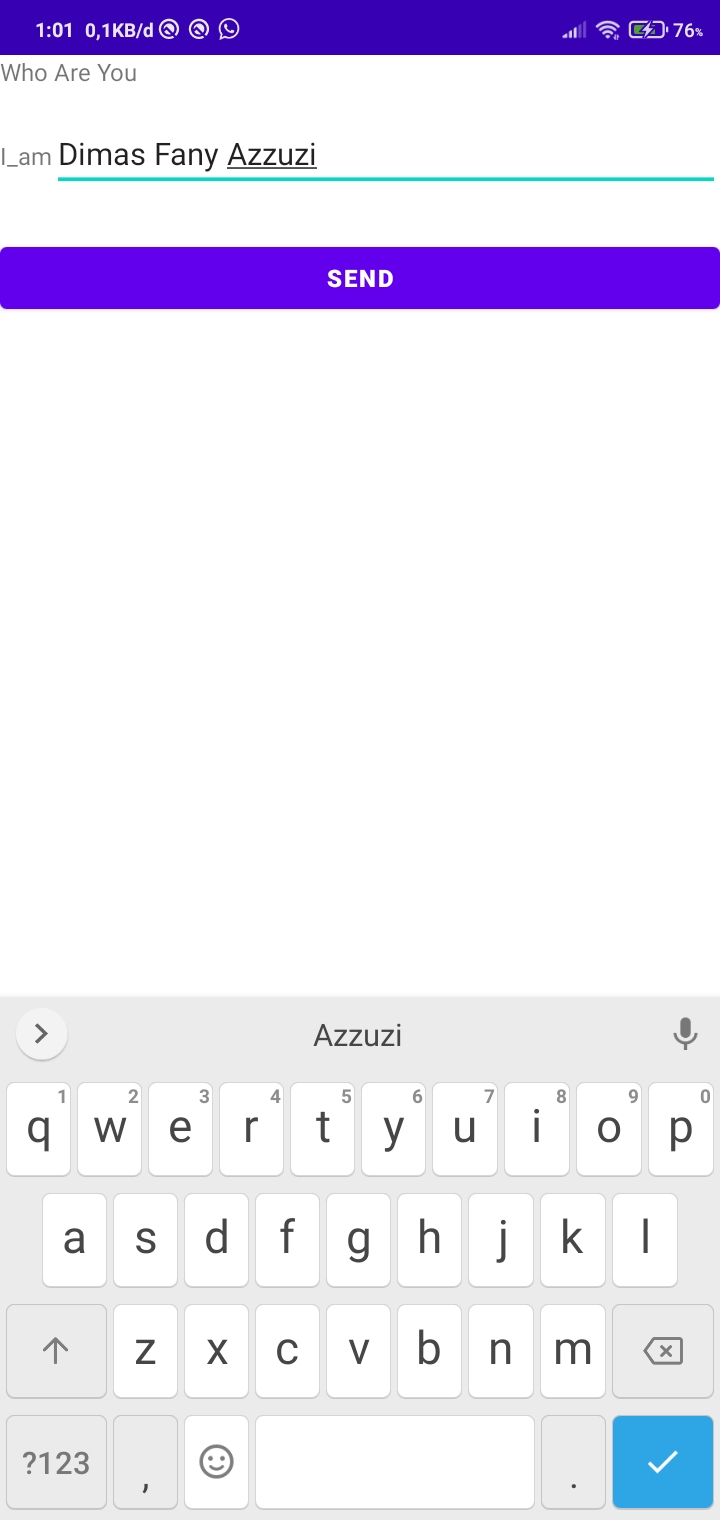 1:01 0,1KB/d 76%
Who Are You
I_am Dimas Fany Azzuzi
SEND
Azzuzi
1 2 3 4 5 6 7 8 9 0
q w e r t y u i o p
a s d f g h j k l
z x c v b n m
?123 , .